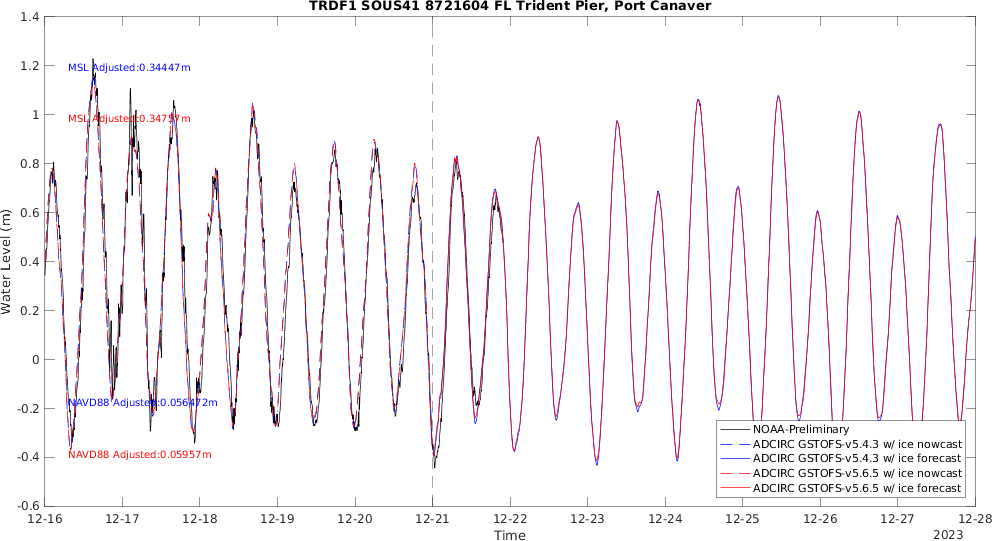 TRDF1 SOUS41 8721604 FL Trident Pier, Port Canaver
1.4
1.2
1
0.8
0.6
0.4
0.2
0
-0.2
-0.4
-0.6
Water Level (m)
MSL Adjusted:0.34447m
MSL Adjusted:0.34757m
NAVD88 Adjusted:0.056472m
NAVD88 Adjusted:0.05957m
NOAA-Preliminary
ADCIRC GSTOFS-v5.4.3 w/ ice nowcast
ADCIRC GSTOFS-v5.4.3 w/ ice forecast
ADCIRC GSTOFS-v5.6.5 w/ ice nowcast
ADCIRC GSTOFS-v5.6.5 w/ ice forecast
12-16 12-17 12-18 12-19 12-20 12-21 12-22 12-23 12-24 12-25 12-26 12-27 12-28
Time
2023